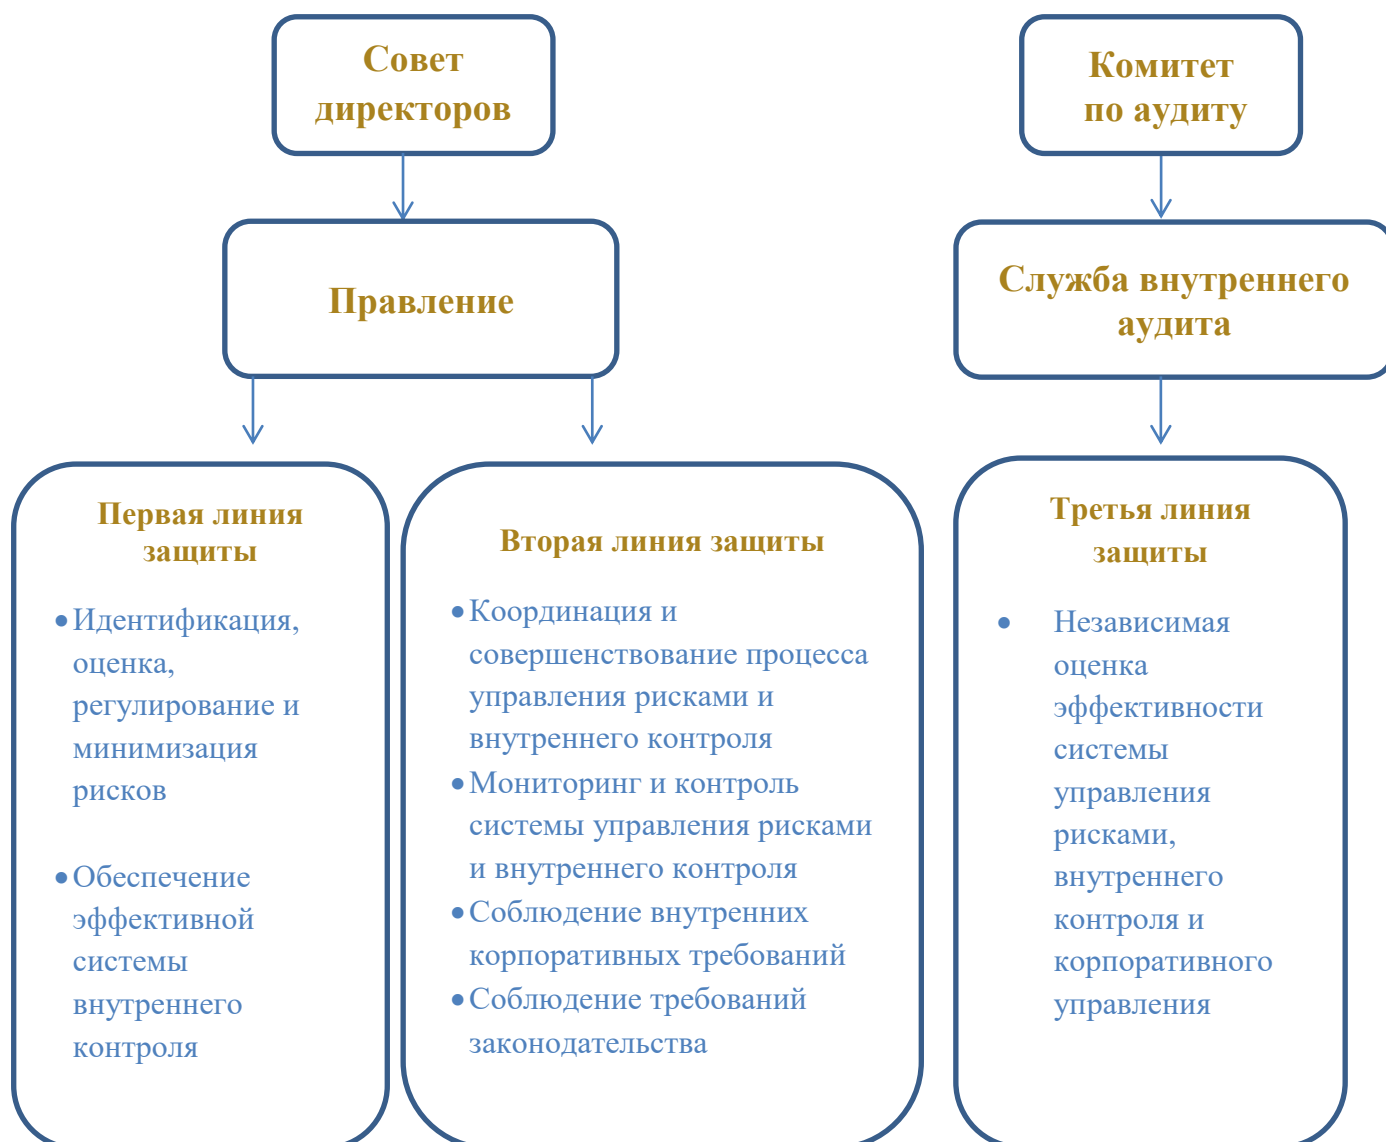 Совет
директоров
Комитет
по аудиту
Правление
Служба внутреннего
аудита
Первая линия
защиты
• Идентификация,
оценка,
регулирование и
минимизация
рисков
• Обеспечение
эффективной
системы
внутреннего
контроля
Вторая линия защиты
• Координация и
совершенствование процесса
управления рисками и
внутреннего контроля
• Мониторинг и контроль
системы управления рисками
и внутреннего контроля
• Соблюдение внутренних
корпоративных требований
• Соблюдение требований
законодательства
Третья линия
защиты
• Независимая
оценка
эффективности
системы
управления
рисками,
внутреннего
контроля и
корпоративного
управления